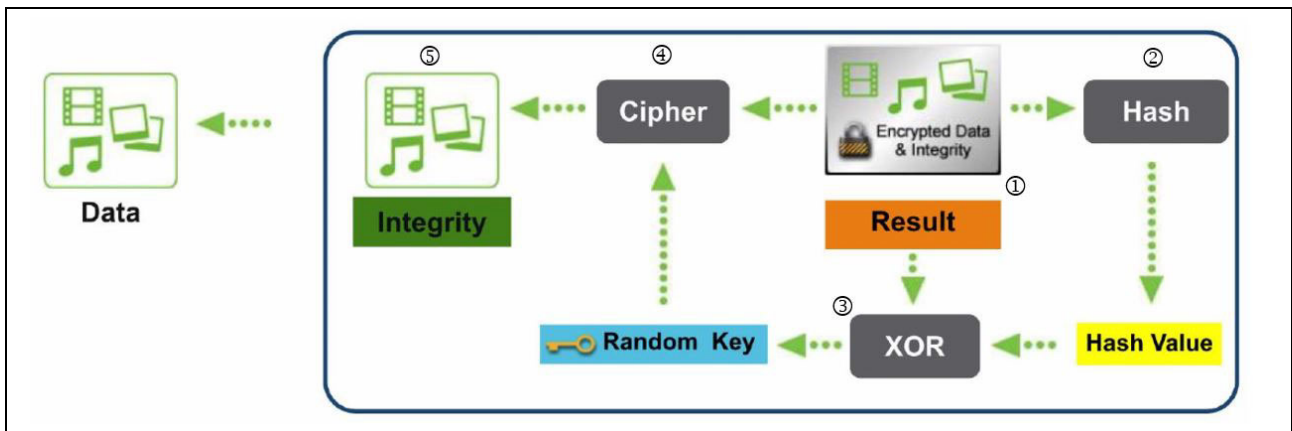 ⑤
④
②
Cipher
Hash
Encrypted Data
& Integrity
①
Data
Integrity
Result
③
Random Key
XOR
Hash Value